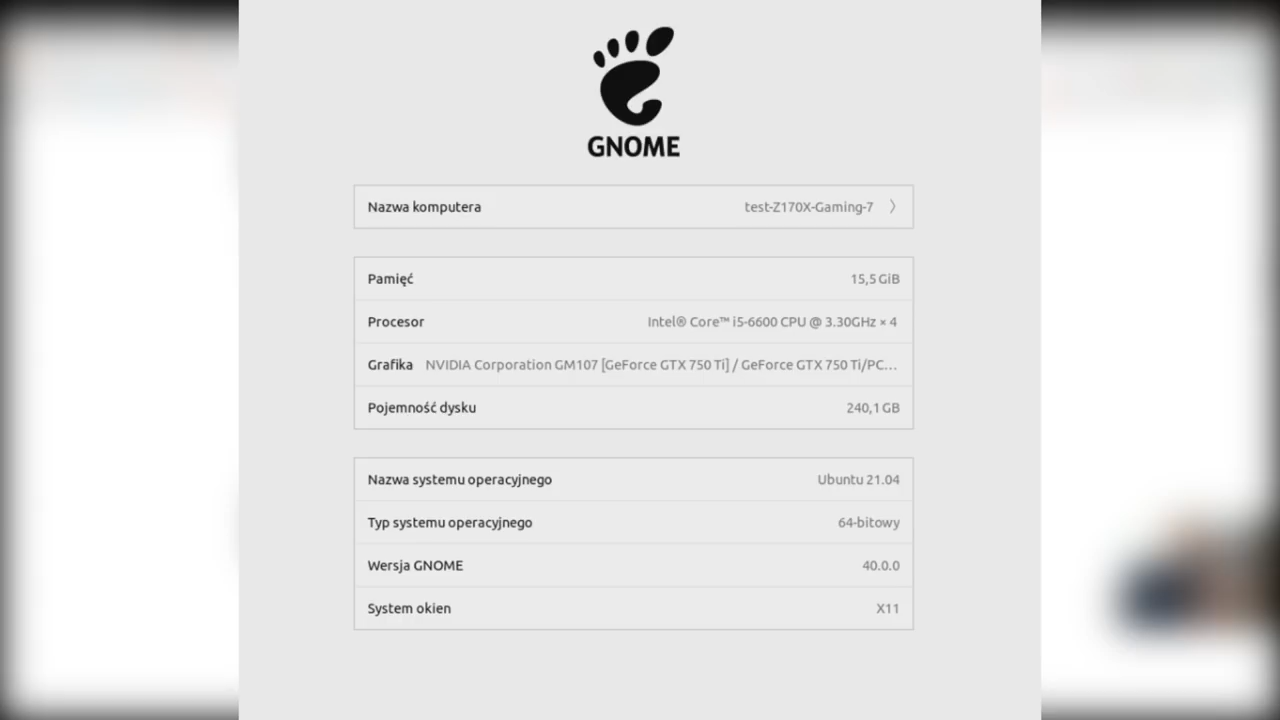 GNOME
Nazwa komputera test-Z170X-Gaming-7
Pamięć 15,5 GiB
Procesor Intel® Core™ i5-6600 CPU @ 3.30GHz × 4
Grafika NVIDIA Corporation GM107 [GeForce GTX 750 Ti] / GeForce GTX 750 Ti/PC…
Pojemność dysku 240,1 GB
Nazwa systemu operacyjnego Ubuntu 21.04
Typ systemu operacyjnego 64-bitowy
Wersja GNOME 40.0.0
System okien X11